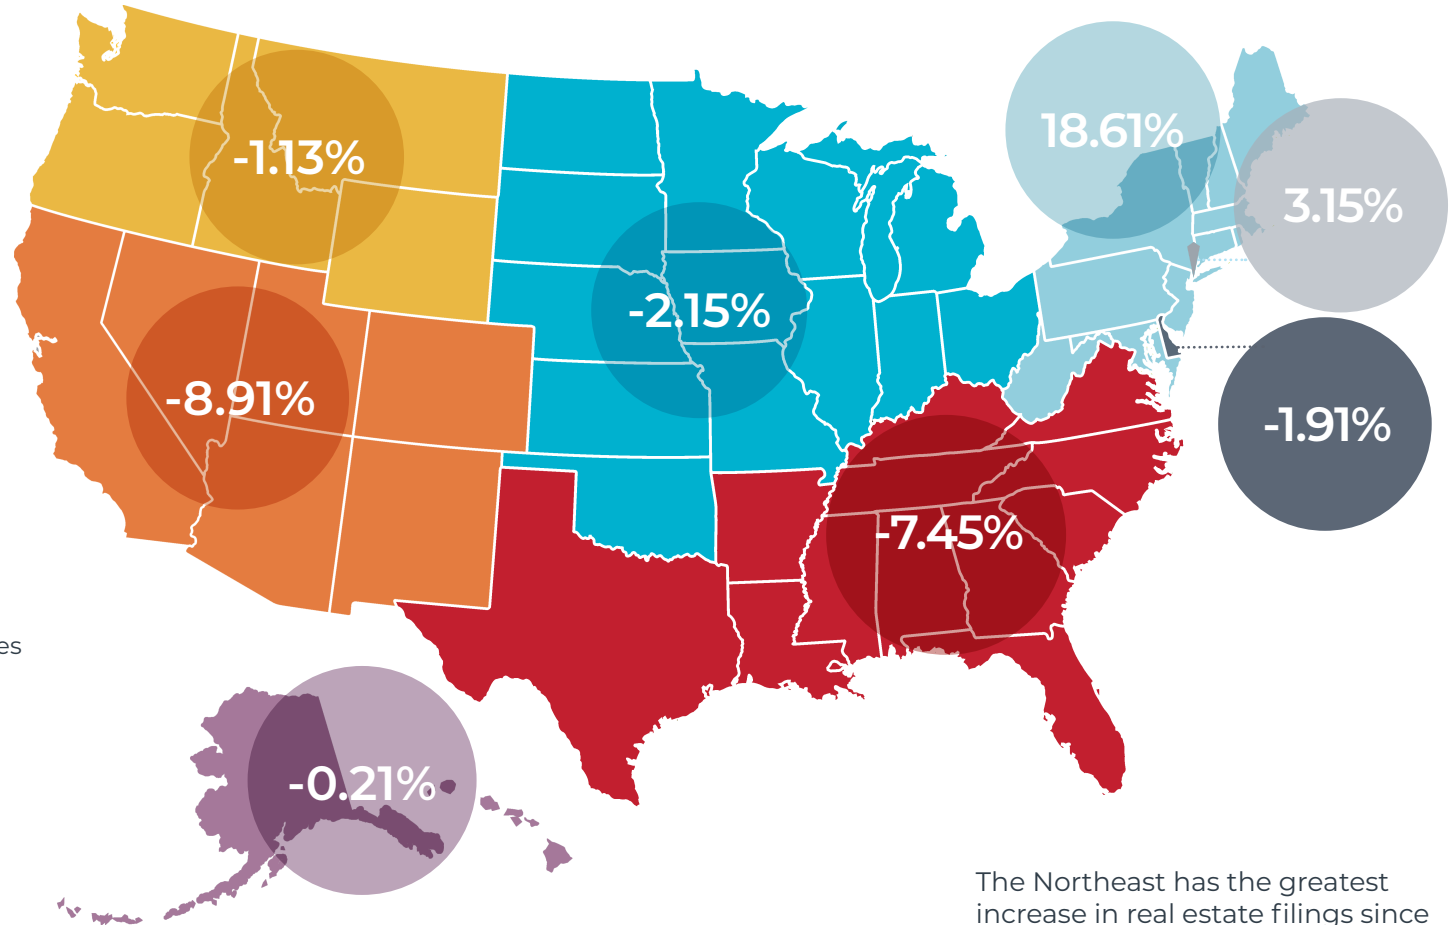 18.61%
-1.13%
3.15%
-2.15%
-8.91%
-1.91%
-7.45%
es
-0.21%
The Northeast has the greatest
increase in real estate filings since